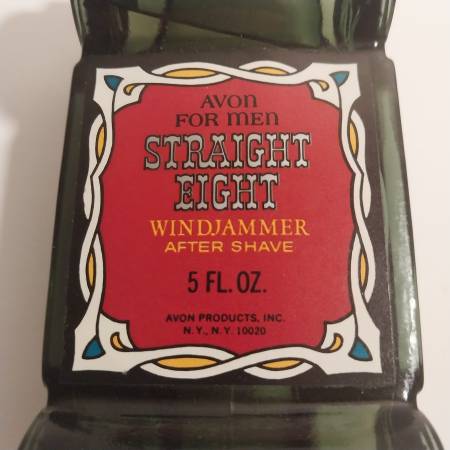 AVON
FOR MEN
STRAIGHT
EIGHT
WINDJAMMER
AFTER SHAVE
5 FL. OZ.
AVON PRODUCTS, INC.
N.Y., N.Y. 10020